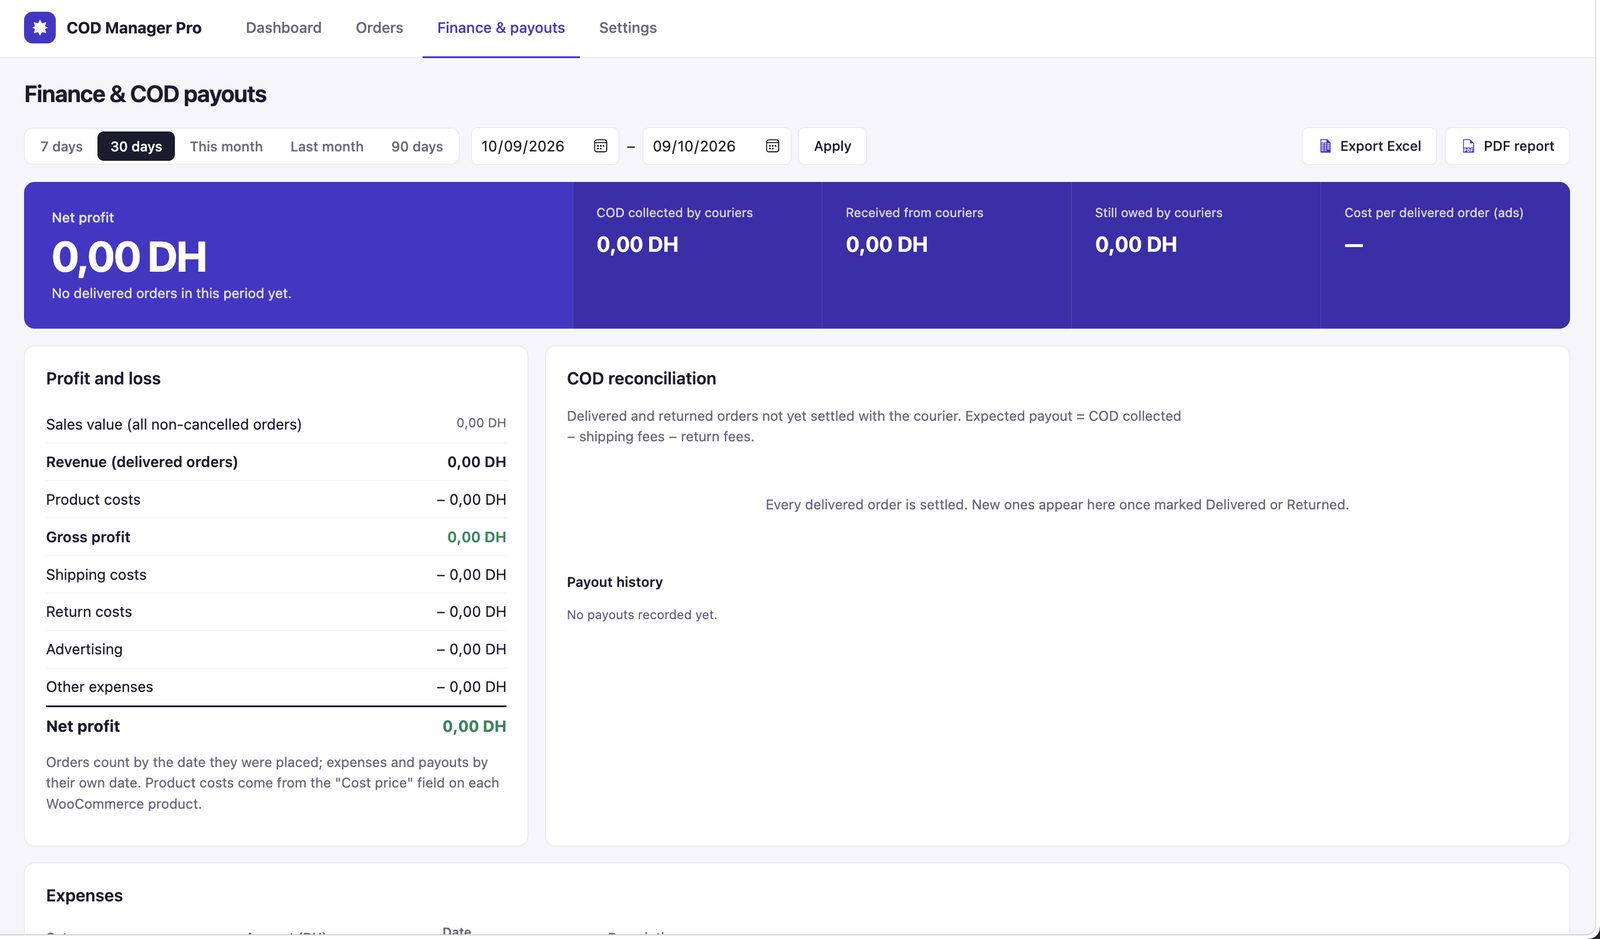 COD Manager Pro
Dashboard
Orders
Finance & payouts
Settings
Finance & COD payouts
7 days
30 days
This month
Last month
90 days
10/09/2026
–
09/10/2026
Apply
Export Excel
PDF report
Net profit
0,00 DH
No delivered orders in this period yet.
COD collected by couriers
0,00 DH
Received from couriers
0,00 DH
Still owed by couriers
0,00 DH
Cost per delivered order (ads)
—
Profit and loss
Sales value (all non-cancelled orders) 0,00 DH
Revenue (delivered orders) 0,00 DH
Product costs – 0,00 DH
Gross profit 0,00 DH
Shipping costs – 0,00 DH
Return costs – 0,00 DH
Advertising – 0,00 DH
Other expenses – 0,00 DH
Net profit 0,00 DH
Orders count by the date they were placed; expenses and payouts by
their own date. Product costs come from the "Cost price" field on each
WooCommerce product.
COD reconciliation
Delivered and returned orders not yet settled with the courier. Expected payout = COD collected
– shipping fees – return fees.
Every delivered order is settled. New ones appear here once marked Delivered or Returned.
Payout history
No payouts recorded yet.
Expenses
Date